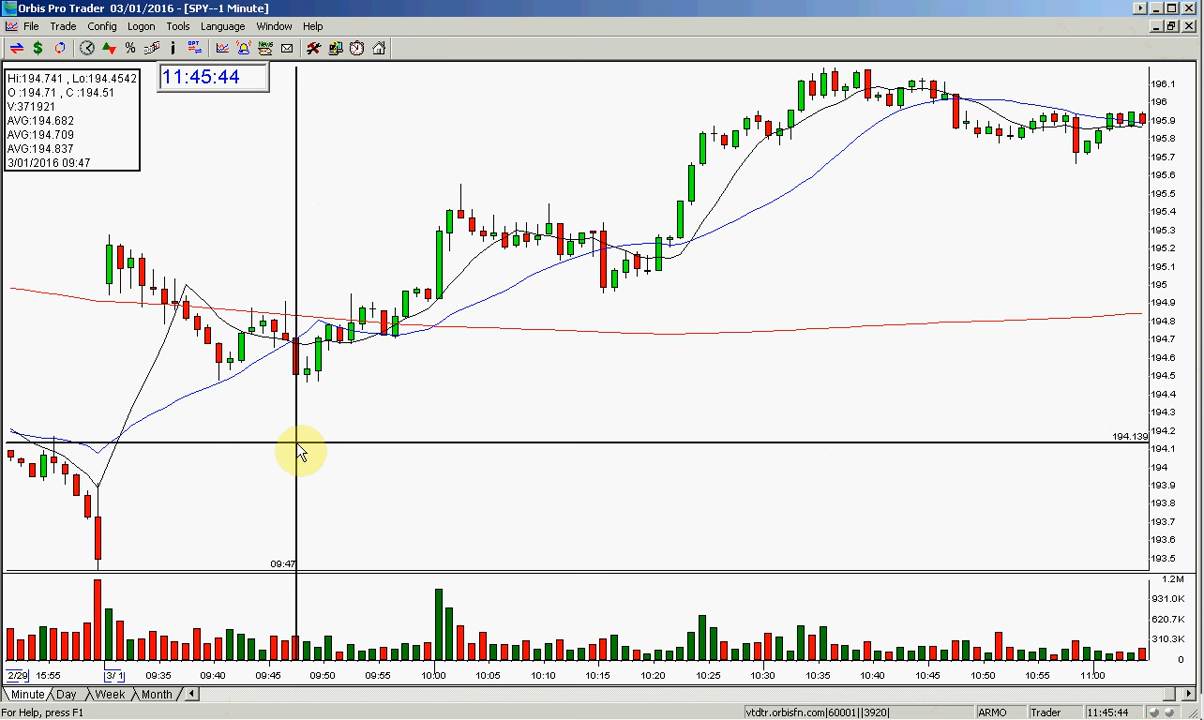 Orbis Pro Trader 03/01/2016 - [SPY--1 Minute]
File Trade Config Logon Tools Language Window Help
Hi:194.741 , Lo:194.4542
O :194.71 , C :194.51
V:371921
AVG:194.682
AVG:194.709
AVG:194.837
3/01/2016 09:47
11:45:44
196.1
196
195.9
195.8
195.7
195.6
195.5
195.4
195.3
195.2
195.1
195
194.9
194.8
194.7
194.6
194.5
194.4
194.3
194.2
194.139
194.1
194
193.9
193.8
193.7
193.6
193.5
09:47
1.2M
931.0K
620.7K
310.3K
0
2/29 15:55 3/ 1 09:35 09:40 09:45 09:50 09:55 10:00 10:05 10:10 10:15 10:20 10:25 10:30 10:35 10:40 10:45 10:50 10:55 11:00
Minute Day Week Month
For Help, press F1 vtdtr.orbisfn.com|60001||3920| ARMO Trader 11:45:44